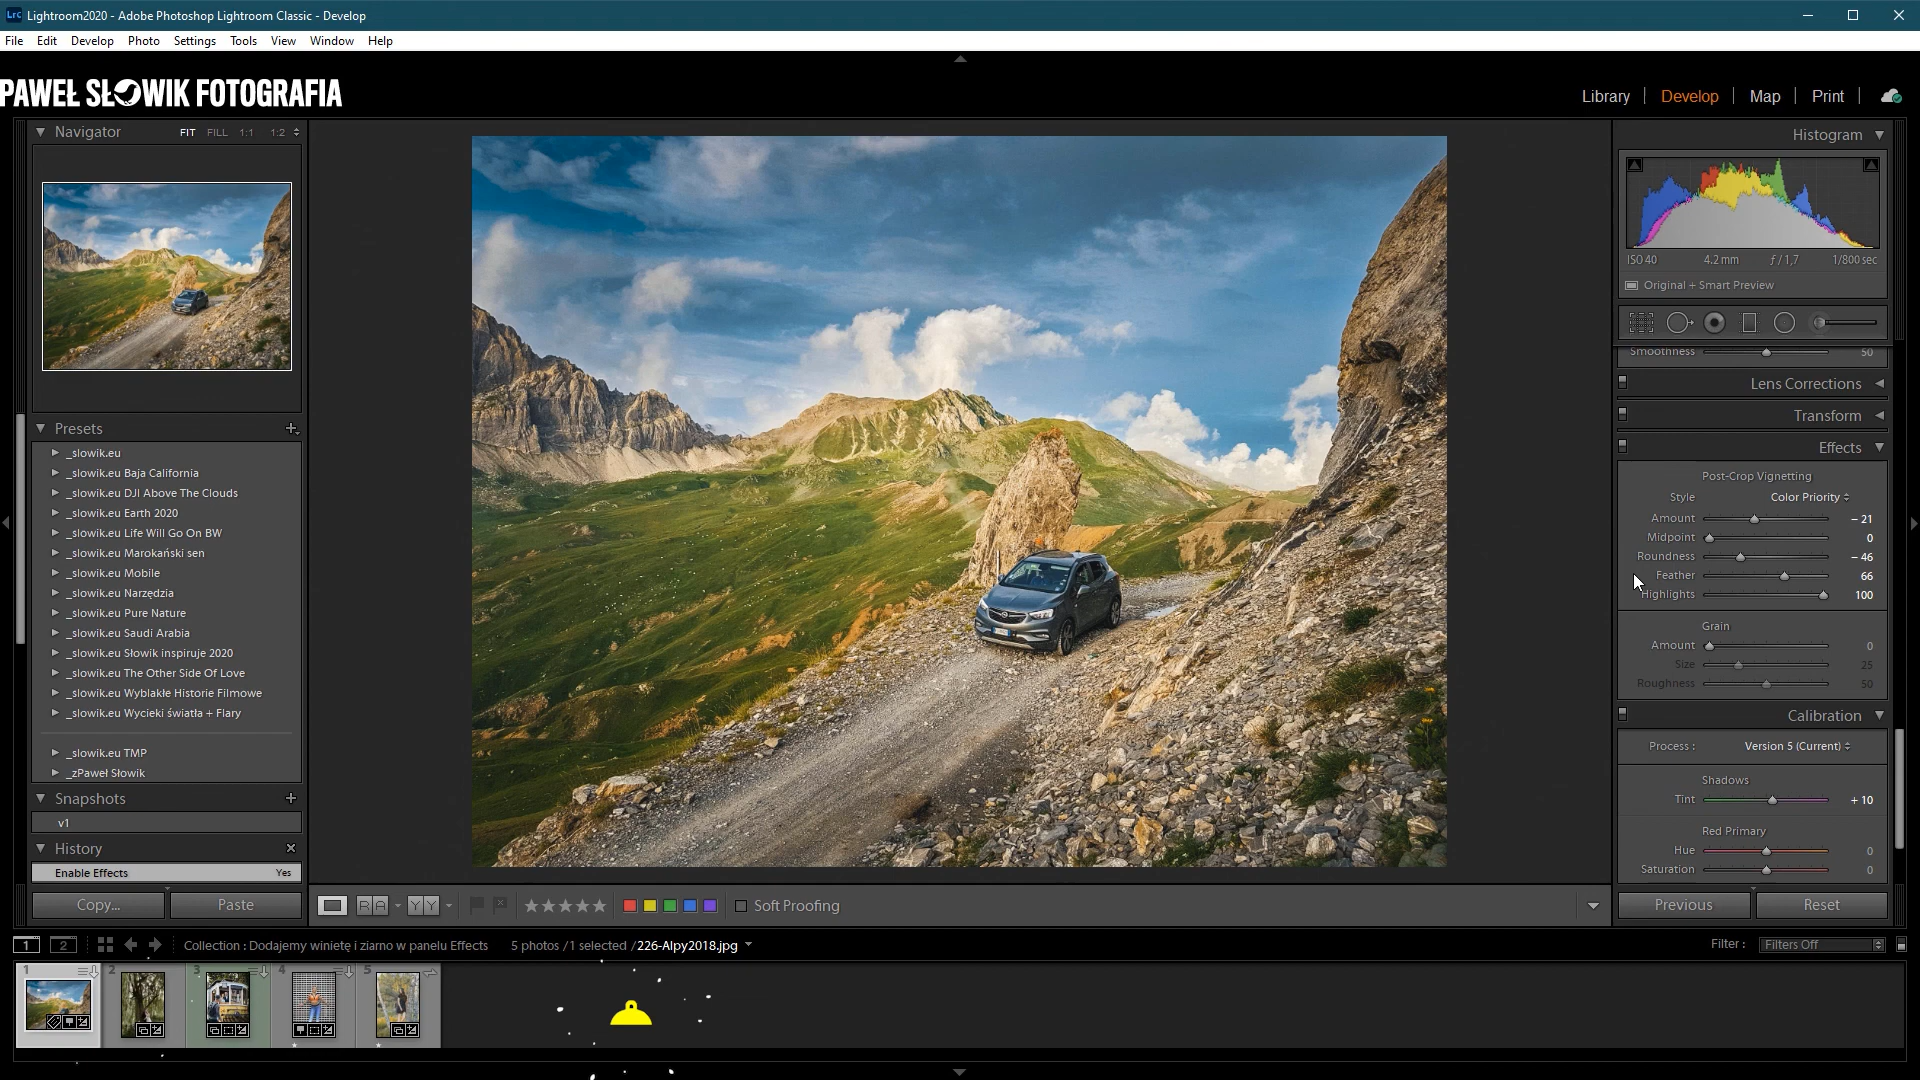 Lrc Lightroom2020 - Adobe Photoshop Lightroom Classic - Develop
File Edit Develop Photo Settings Tools View Window Help
PAWEŁ SŁOWIK FOTOGRAFIA
Library | Develop | Map | Print |
Navigator FIT FILL 1:1 1:2
Presets
_slowik.eu
_slowik.eu Baja California
_slowik.eu DJI Above The Clouds
_slowik.eu Earth 2020
_slowik.eu Life Will Go On BW
_slowik.eu Marokański sen
_slowik.eu Mobile
_slowik.eu Narzędzia
_slowik.eu Pure Nature
_slowik.eu Saudi Arabia
_slowik.eu Słowik inspiruje 2020
_slowik.eu The Other Side Of Love
_slowik.eu Wyblakłe Historie Filmowe
_slowik.eu Wycieki światła + Flary
_slowik.eu TMP
_zPaweł Słowik
Snapshots
v1
History
Enable Effects Yes
Copy... Paste
Histogram
ISO 40 4.2 mm ƒ / 1,7 1/800 sec
Original + Smart Preview
Smoothness 50
Lens Corrections
Transform
Effects
Post-Crop Vignetting
Style Color Priority
Amount - 21
Midpoint 0
Roundness - 46
Feather 66
Highlights 100
Grain
Amount 0
Size 25
Roughness 50
Calibration
Process : Version 5 (Current)
Shadows
Tint + 10
Red Primary
Hue 0
Saturation 0
Previous Reset
R A Y Y Soft Proofing
1 2 Collection : Dodajemy winietę i ziarno w panelu Effects 5 photos / 1 selected / 226-Alpy2018.jpg Filter : Filters Off
1 2 3 4 5